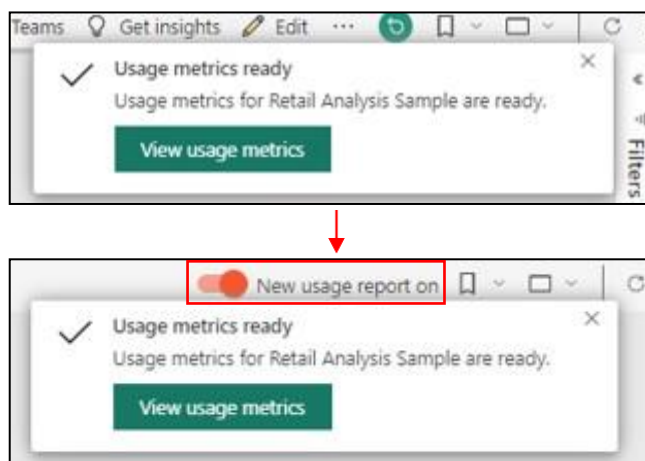 Teams Get insights Edit ...
Usage metrics ready
Usage metrics for Retail Analysis Sample are ready.
View usage metrics
Filters
New usage report on
Usage metrics ready
Usage metrics for Retail Analysis Sample are ready.
View usage metrics